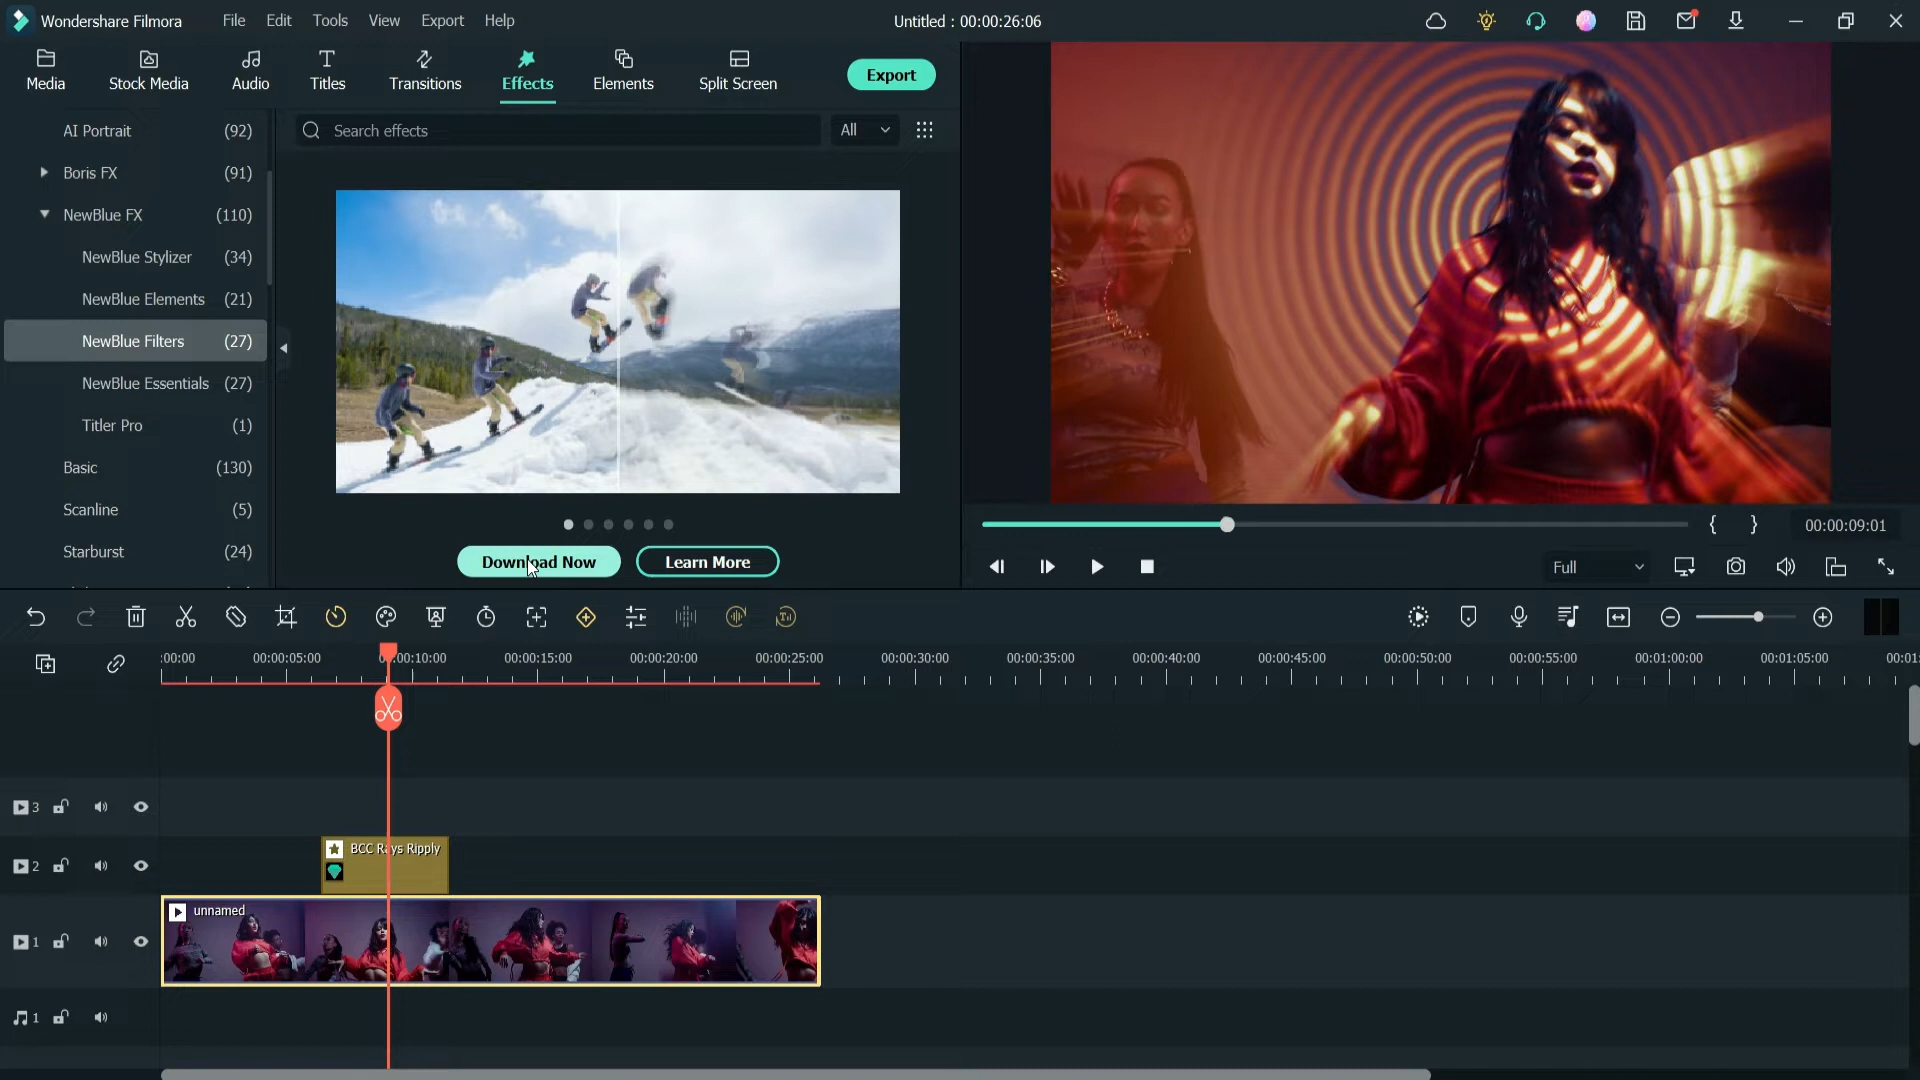 Wondershare Filmora File Edit Tools View Export Help Untitled : 00:00:26:06
Media Stock Media Audio Titles Transitions Effects Elements Split Screen Export
AI Portrait (92)
Search effects All
Boris FX (91)
NewBlue FX (110)
NewBlue Stylizer (34)
NewBlue Elements (21)
NewBlue Filters (27)
NewBlue Essentials (27)
Titler Pro (1)
Basic (130)
Scanline (5)
Starburst (24)
Download Now Learn More
00:00:09:01
Full
:00:00 00:00:05:00 00:10:00 00:00:15:00 00:00:20:00 00:00:25:00 00:00:30:00 00:00:35:00 00:00:40:00 00:00:45:00 00:00:50:00 00:00:55:00 00:01:00:00 00:01:05:00 00:01:
3
2
BCC Rays Ripply
1
unnamed
1